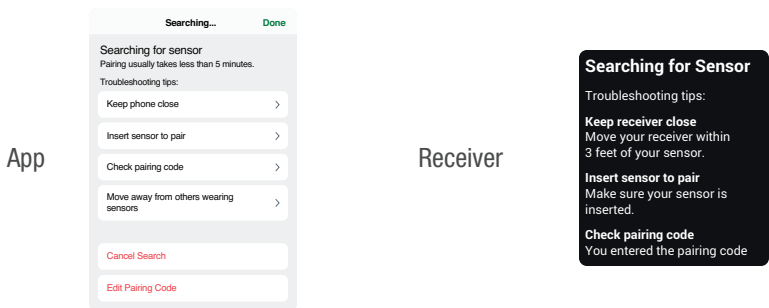 App
Searching...
Done
Searching for sensor
Pairing usually takes less than 5 minutes.
Troubleshooting tips:
Keep phone close
Insert sensor to pair
Check pairing code
Move away from others wearing
sensors
Cancel Search
Edit Pairing Code
Receiver
Searching for Sensor
Troubleshooting tips:
Keep receiver close
Move your receiver within
3 feet of your sensor.
Insert sensor to pair
Make sure your sensor is
inserted.
Check pairing code
You entered the pairing code